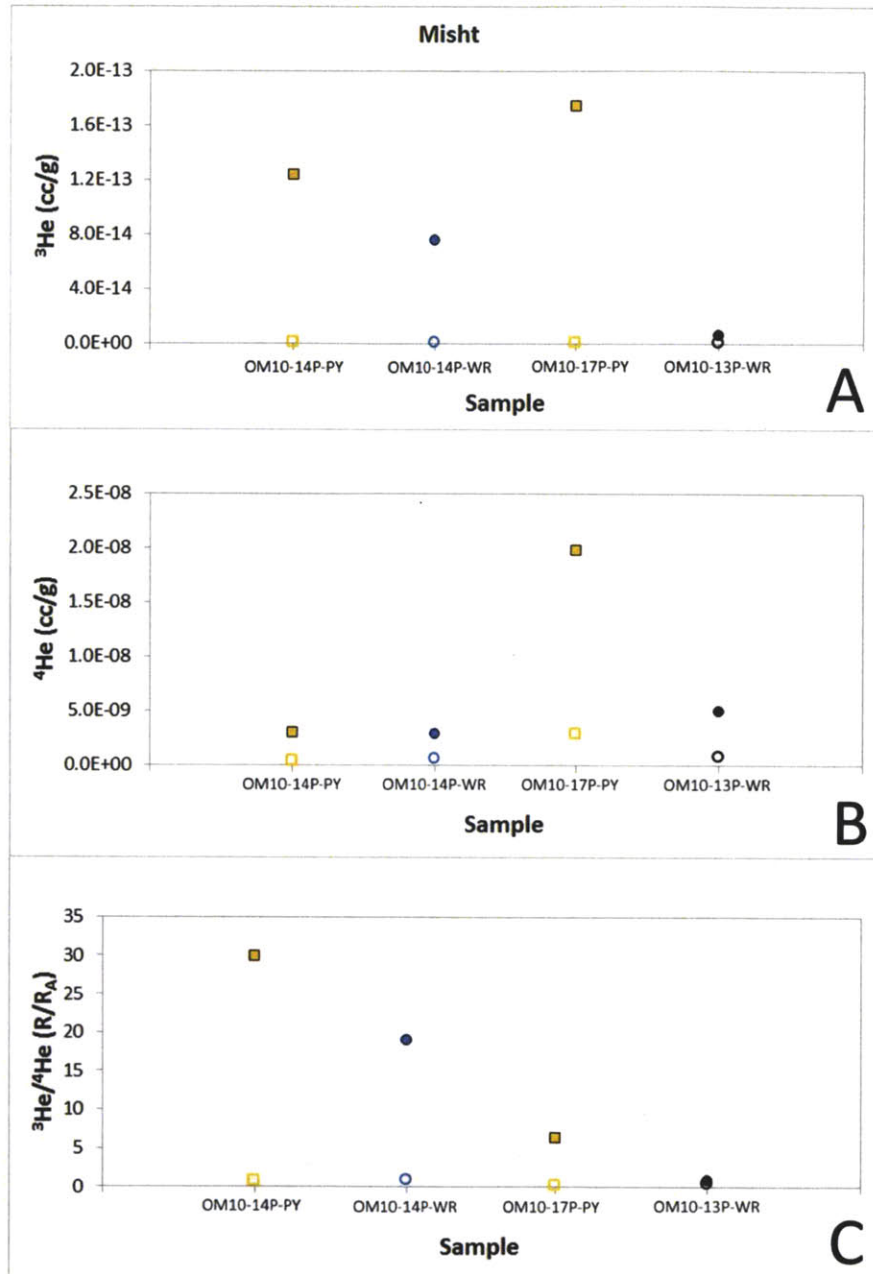 Misht
2.0E-13
1.6E-13
1.2E-13
8.0E-14
4.0E-14
0.0E+00
³He (cc/g)
OM10-14P-PY OM10-14P-WR OM10-17P-PY OM10-13P-WR
Sample
A
2.5E-08
2.0E-08
1.5E-08
1.0E-08
5.0E-09
0.0E+00
⁴He (cc/g)
OM10-14P-PY OM10-14P-WR OM10-17P-PY OM10-13P-WR
Sample
B
35
30
25
20
15
10
5
0
³He/⁴He (R/R_A)
OM10-14P-PY OM10-14P-WR OM10-17P-PY OM10-13P-WR
Sample
C